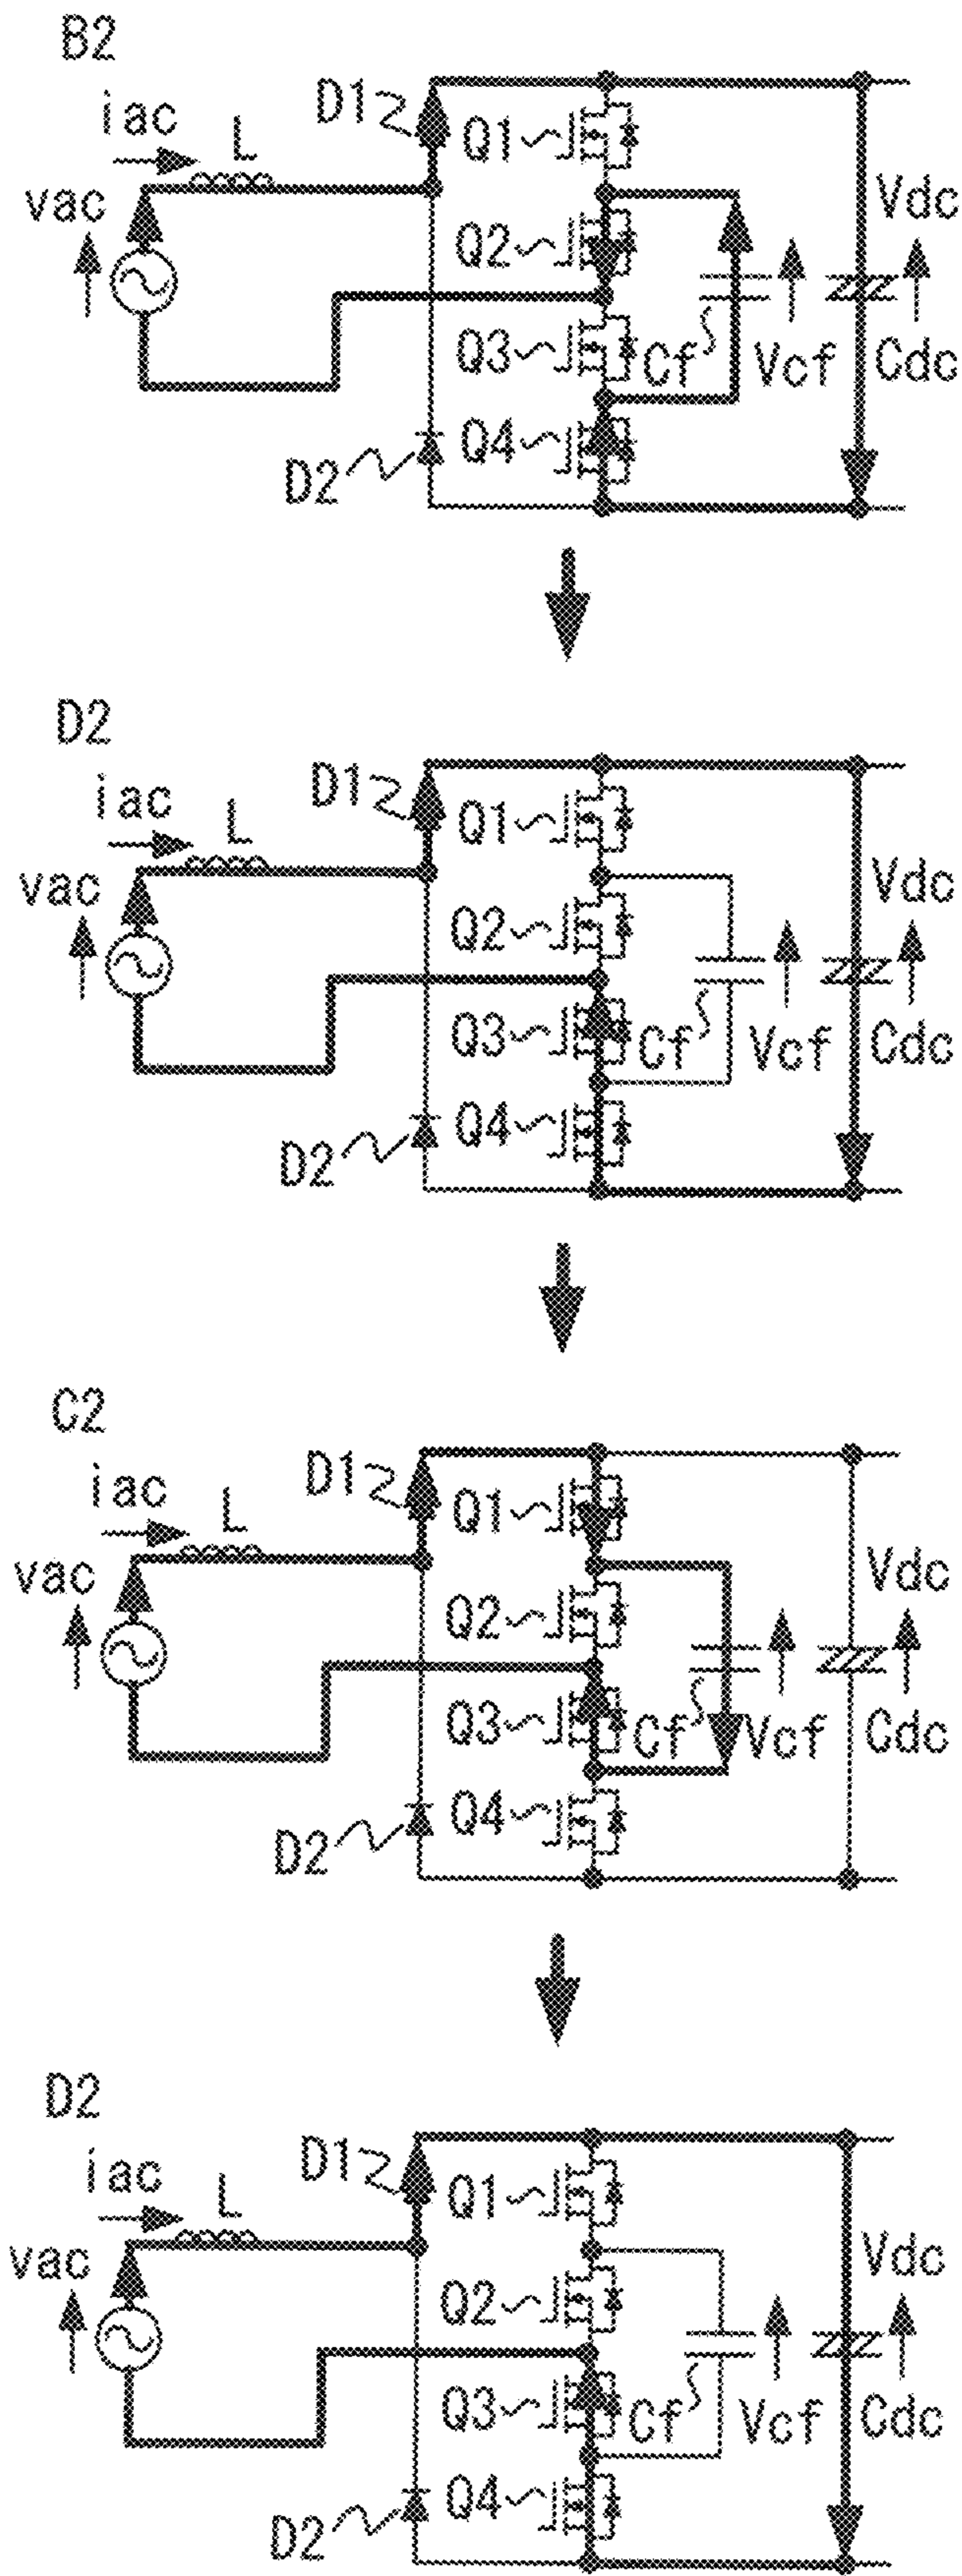 B2
iac
L
D1
Q1
vac
Vdc
Q2
Q3
Cf
Vcf
Cdc
Q4
D2
D2
iac
L
D1
Q1
vac
Vdc
Q2
Q3
Cf
Vcf
Cdc
Q4
D2
C2
iac
L
D1
Q1
vac
Vdc
Q2
Q3
Cf
Vcf
Cdc
Q4
D2
D2
iac
L
D1
Q1
vac
Vdc
Q2
Q3
Cf
Vcf
Cdc
Q4
D2